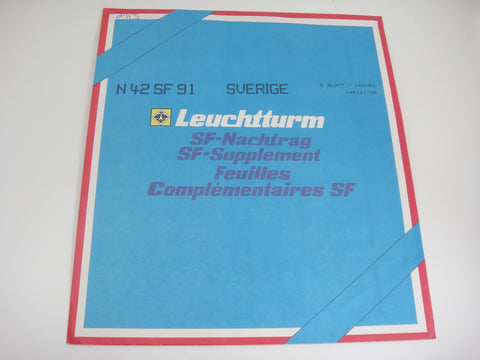 N 42 SF 91 SVERIGE
Leuchtturm
SF-Nachtrag
SF-Supplement
Feuilles
Complémentaires SF